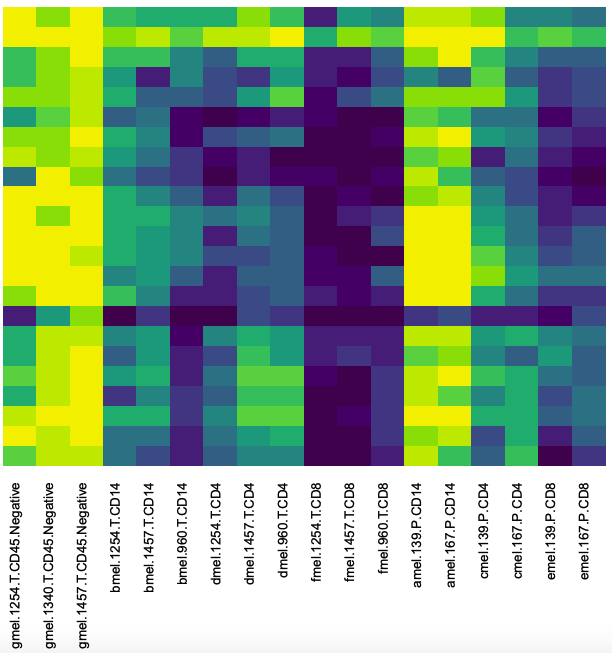 gmel.1254.T.CD45.Negative
gmel.1340.T.CD45.Negative
gmel.1457.T.CD45.Negative
bmel.1254.T.CD14
bmel.1457.T.CD14
bmel.960.T.CD14
dmel.1254.T.CD4
dmel.1457.T.CD4
dmel.960.T.CD4
fmel.1254.T.CD8
fmel.1457.T.CD8
fmel.960.T.CD8
amel.139.P.CD14
amel.167.P.CD14
cmel.139.P.CD4
cmel.167.P.CD4
emel.139.P.CD8
emel.167.P.CD8